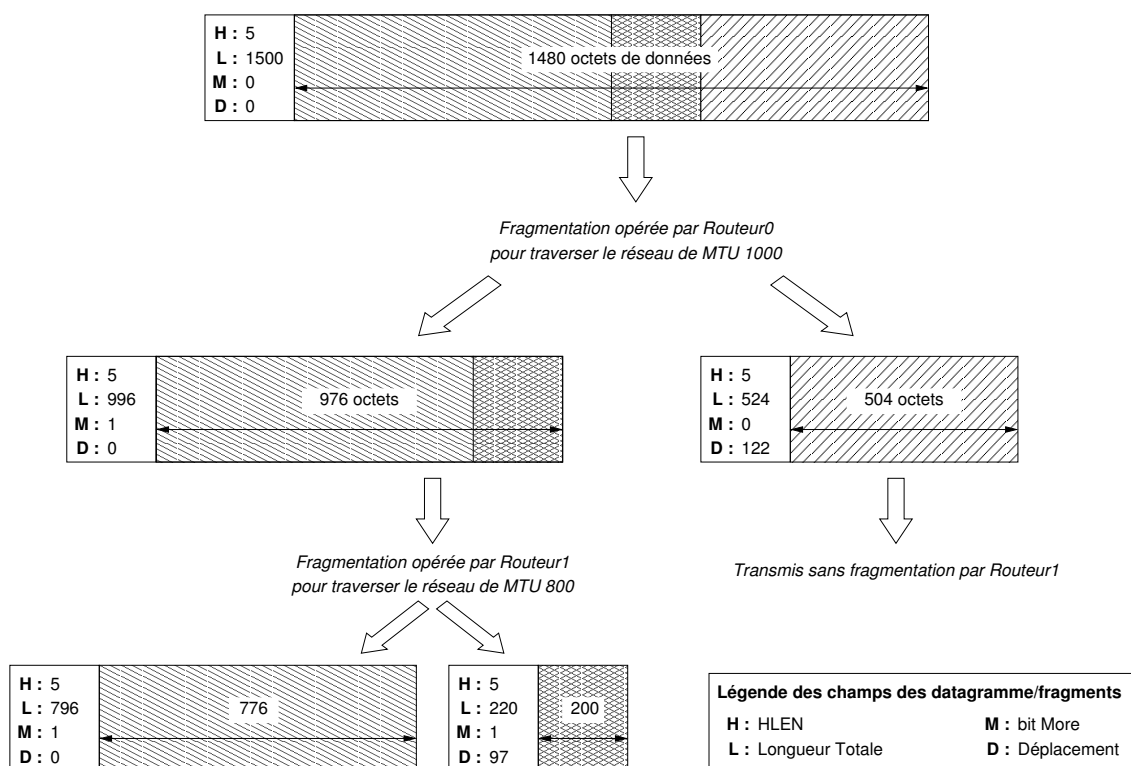 H : 5
L : 1500
M : 0
D : 0
1480 octets de données
Fragmentation opérée par Routeur0
pour traverser le réseau de MTU 1000
H : 5
L : 996
M : 1
D : 0
976 octets
H : 5
L : 524
M : 0
D : 122
504 octets
Fragmentation opérée par Routeur1
pour traverser le réseau de MTU 800
Transmis sans fragmentation par Routeur1
H : 5
L : 796
M : 1
D : 0
776
H : 5
L : 220
M : 1
D : 97
200
Légende des champs des datagramme/fragments
H : HLEN
M : bit More
L : Longueur Totale
D : Déplacement